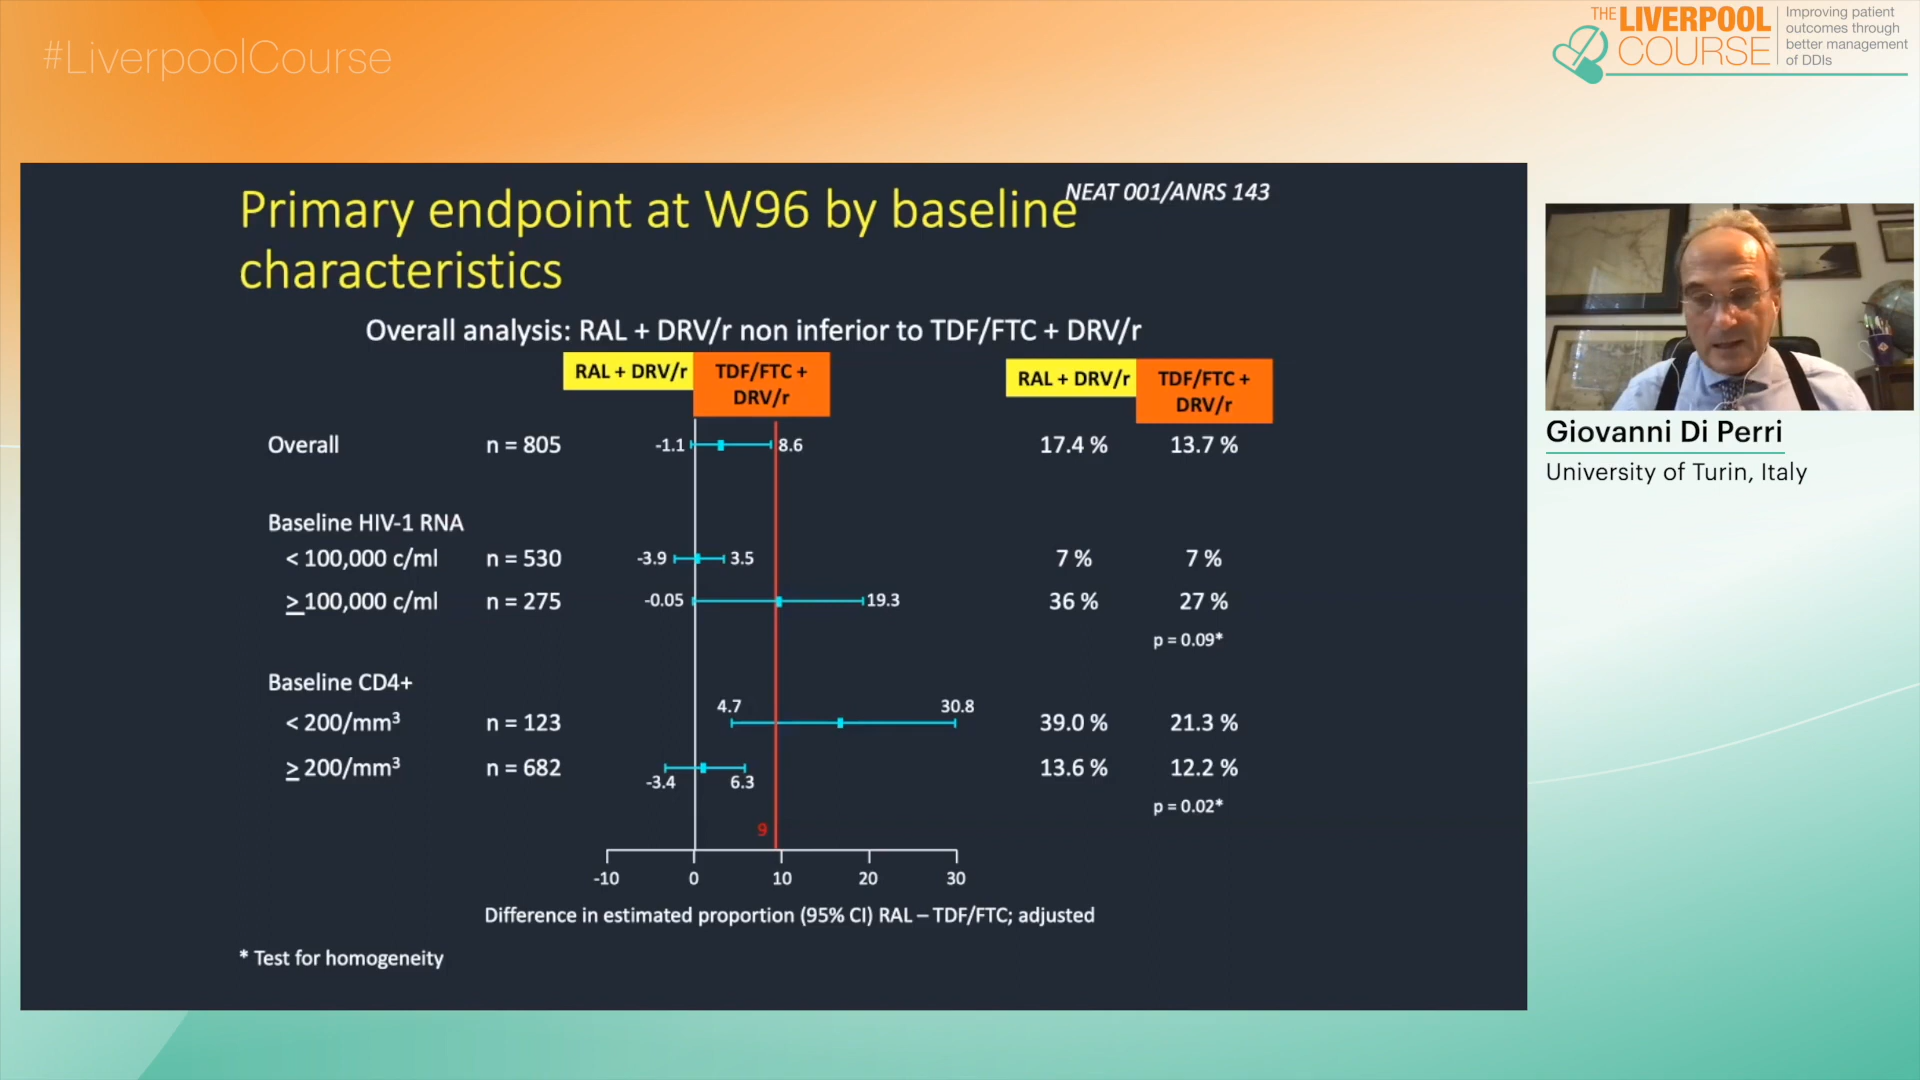 #LiverpoolCourse
THE LIVERPOOL COURSE
Improving patient
outcomes through
better management
of DDIs
Primary endpoint at W96 by baseline
characteristics
NEAT 001/ANRS 143
Overall analysis: RAL + DRV/r non inferior to TDF/FTC + DRV/r
RAL + DRV/r TDF/FTC + DRV/r RAL + DRV/r TDF/FTC + DRV/r
Overall n = 805 -1.1 8.6 17.4 % 13.7 %
Baseline HIV-1 RNA
< 100,000 c/ml n = 530 -3.9 3.5 7 % 7 %
≥ 100,000 c/ml n = 275 -0.05 19.3 36 % 27 %
p = 0.09*
Baseline CD4+
< 200/mm³ n = 123 4.7 30.8 39.0 % 21.3 %
≥ 200/mm³ n = 682 -3.4 6.3 13.6 % 12.2 %
p = 0.02*
9
-10 0 10 20 30
Difference in estimated proportion (95% CI) RAL – TDF/FTC; adjusted
* Test for homogeneity
Giovanni Di Perri
University of Turin, Italy